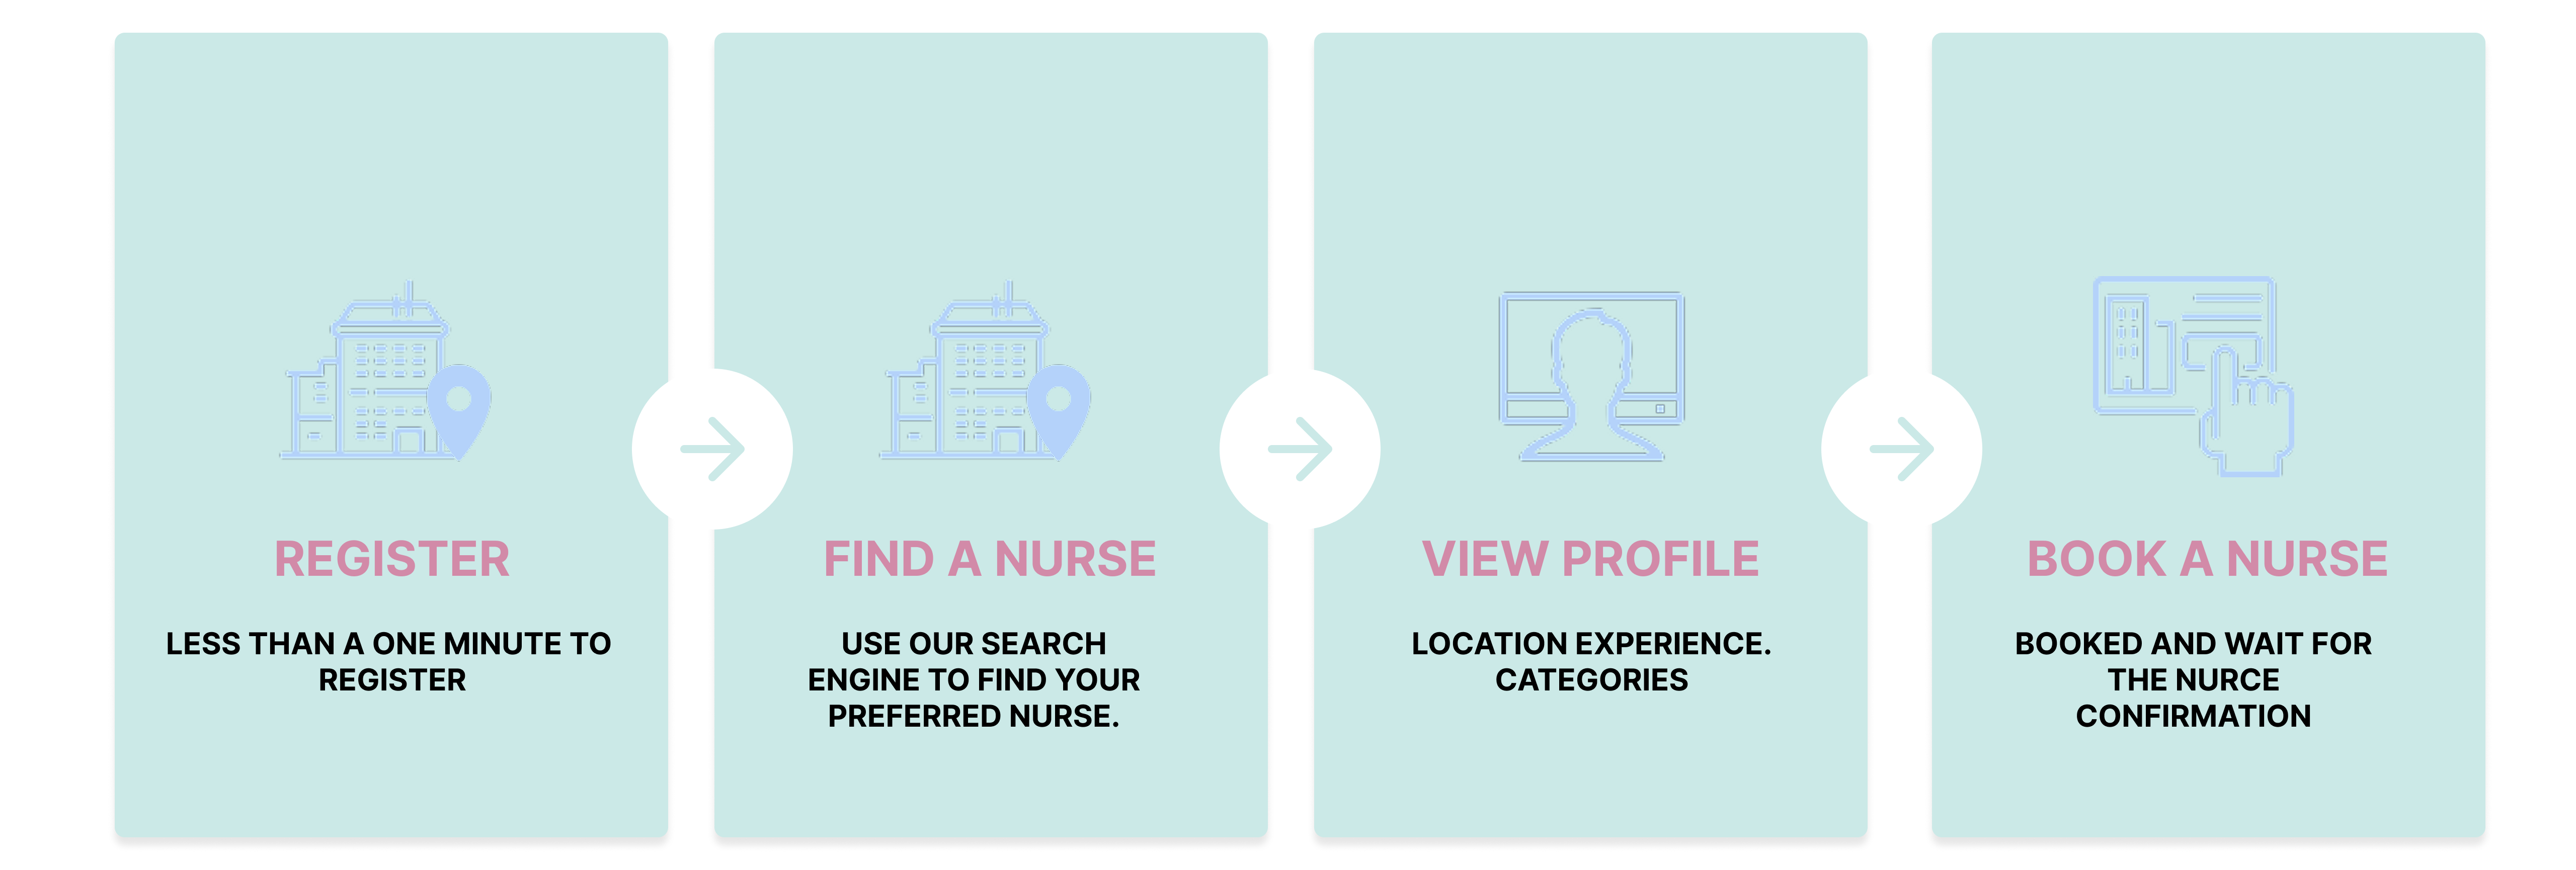 REGISTER
LESS THAN A ONE MINUTE TO
REGISTER
FIND A NURSE
USE OUR SEARCH
ENGINE TO FIND YOUR
PREFERRED NURSE.
VIEW PROFILE
LOCATION EXPERIENCE.
CATEGORIES
BOOK A NURSE
BOOKED AND WAIT FOR
THE NURCE
CONFIRMATION